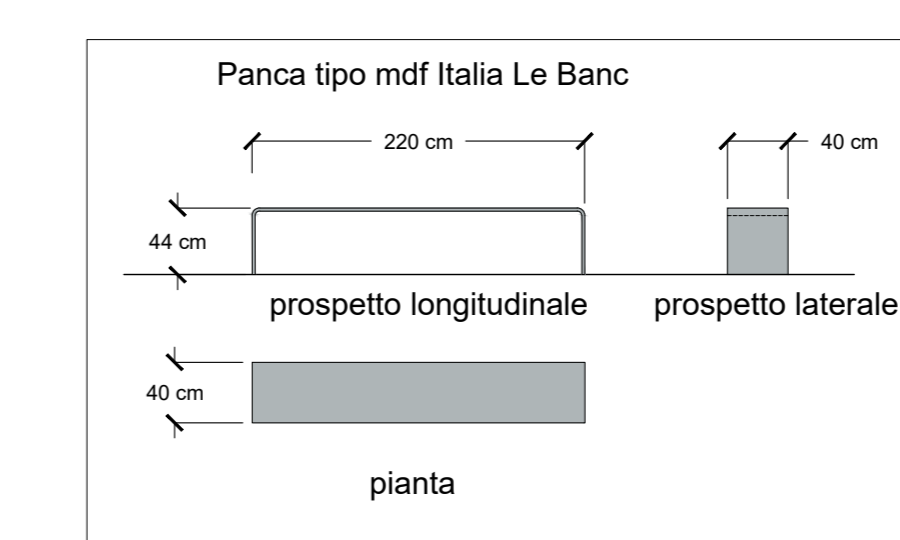 Panca tipo mdf Italia Le Banc
220 cm
40 cm
44 cm
prospetto longitudinale
prospetto laterale
40 cm
pianta